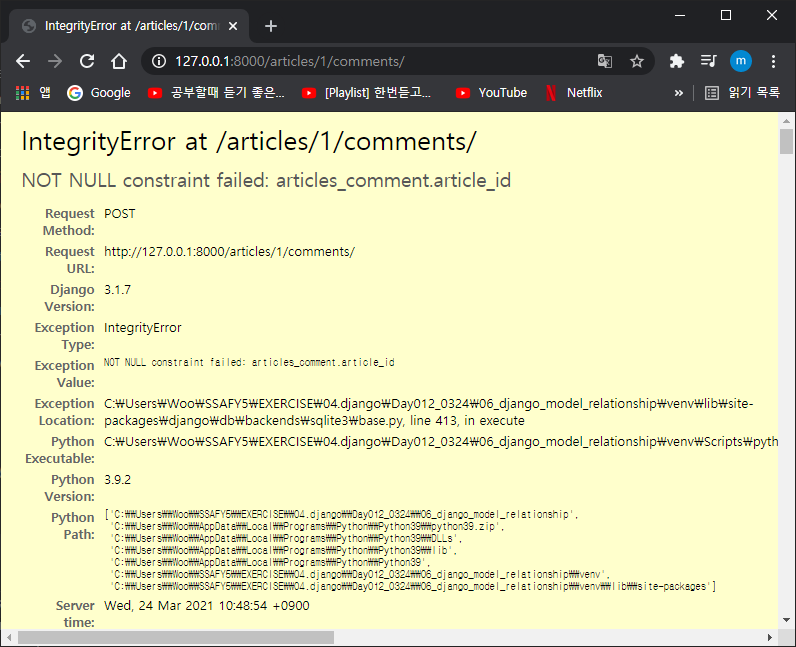 IntegrityError at /articles/1/com
127.0.0.1:8000/articles/1/comments/
m
앱
Google
공부할때 듣기 좋은...
[Playlist] 한번듣고...
YouTube
Netflix
»
읽기 목록
IntegrityError at /articles/1/comments/
NOT NULL constraint failed: articles_comment.article_id
Request Method: POST
Request URL: http://127.0.0.1:8000/articles/1/comments/
Django Version: 3.1.7
Exception Type: IntegrityError
Exception Value: NOT NULL constraint failed: articles_comment.article_id
Exception Location: C:₩Users₩Woo₩SSAFY5₩EXERCISE₩04.django₩Day012_0324₩06_django_model_relationship₩venv₩lib₩site-
packages₩django₩db₩backends₩sqlite3₩base.py, line 413, in execute
Python Executable: C:₩Users₩Woo₩SSAFY5₩EXERCISE₩04.django₩Day012_0324₩06_django_model_relationship₩venv₩Scripts₩pyth
Python Version: 3.9.2
Python Path: ['C:₩₩Users₩₩Woo₩₩SSAFY5₩₩EXERCISE₩₩04.django₩₩Day012_0324₩₩06_django_model_relationship',
'C:₩₩Users₩₩Woo₩₩AppData₩₩Local₩₩Programs₩₩Python₩₩Python39₩₩python39.zip',
'C:₩₩Users₩₩Woo₩₩AppData₩₩Local₩₩Programs₩₩Python₩₩Python39₩₩DLLs',
'C:₩₩Users₩₩Woo₩₩AppData₩₩Local₩₩Programs₩₩Python₩₩Python39₩₩lib',
'C:₩₩Users₩₩Woo₩₩AppData₩₩Local₩₩Programs₩₩Python₩₩Python39',
'C:₩₩Users₩₩Woo₩₩SSAFY5₩₩EXERCISE₩₩04.django₩₩Day012_0324₩₩06_django_model_relationship₩₩venv',
'C:₩₩Users₩₩Woo₩₩SSAFY5₩₩EXERCISE₩₩04.django₩₩Day012_0324₩₩06_django_model_relationship₩₩venv₩₩lib₩₩site-packages']
Server time: Wed, 24 Mar 2021 10:48:54 +0900